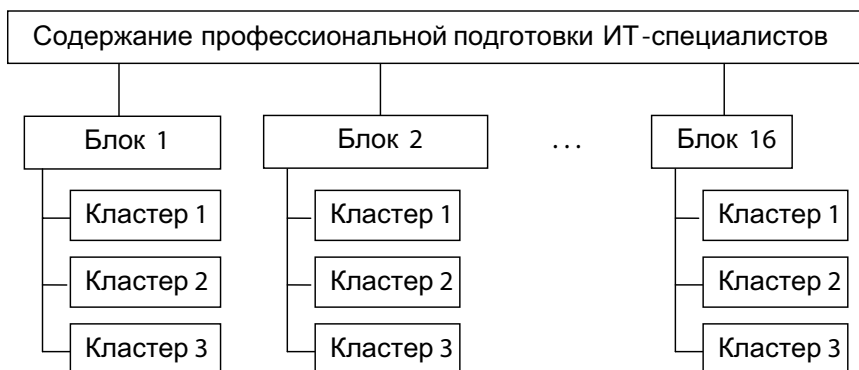 Содержание профессиональной подготовки ИТ-специалистов
Блок 1
Блок 2
...
Блок 16
Кластер 1
Кластер 1
Кластер 1
Кластер 2
Кластер 2
Кластер 2
Кластер 3
Кластер 3
Кластер 3